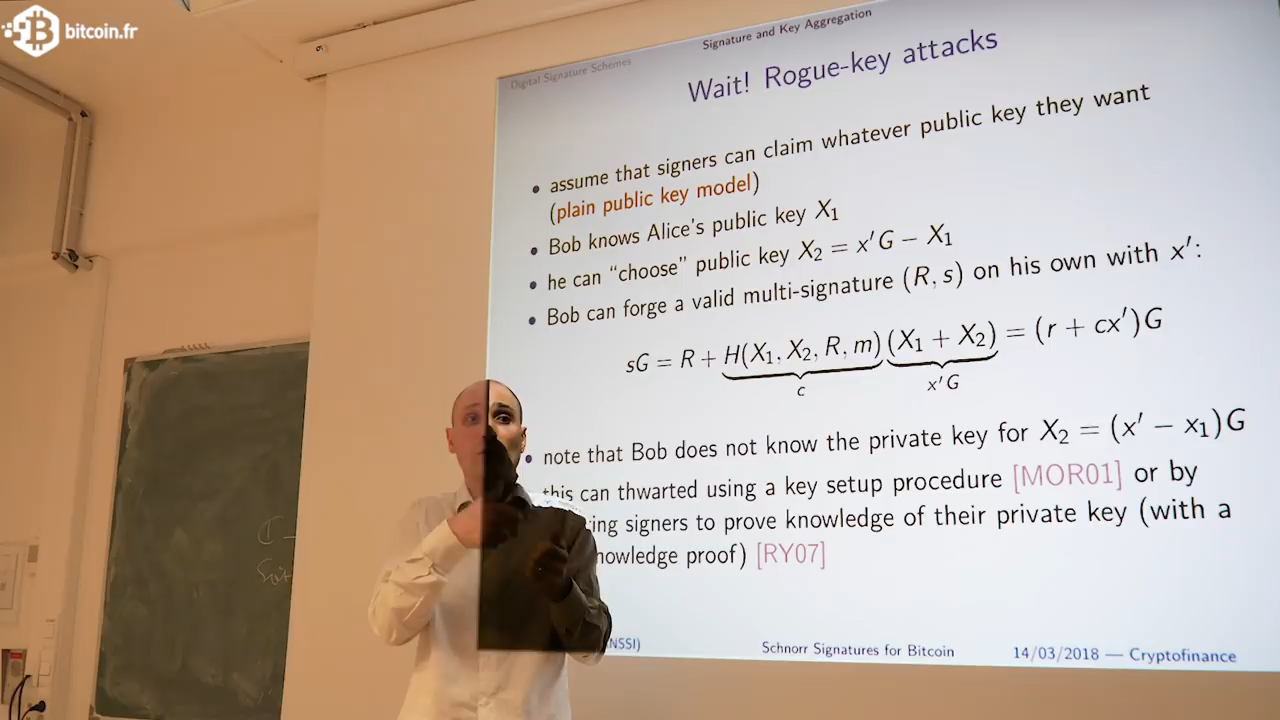 bitcoin.fr
Digital Signature Schemes
Signature and Key Aggregation
Wait! Rogue-key attacks
• assume that signers can claim whatever public key they want
(plain public key model)
• Bob knows Alice's public key X₁
• he can "choose" public key X₂ = x′G − X₁
• Bob can forge a valid multi-signature (R, s) on his own with x′:
sG = R + H(X₁, X₂, R, m) (X₁ + X₂) = (r + cx′)G
c
x′G
• note that Bob does not know the private key for X₂ = (x′ − x₁)G
this can thwarted using a key setup procedure [MOR01] or by
signers to prove knowledge of their private key (with a
proof) [RY07]
Schnorr Signatures for Bitcoin
14/03/2018 — Cryptofinance